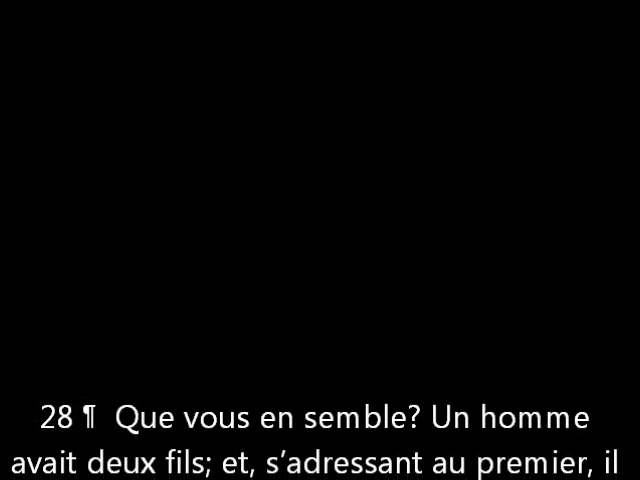 28 ¶ Que vous en semble? Un homme
avait deux fils; et, s’adressant au premier, il